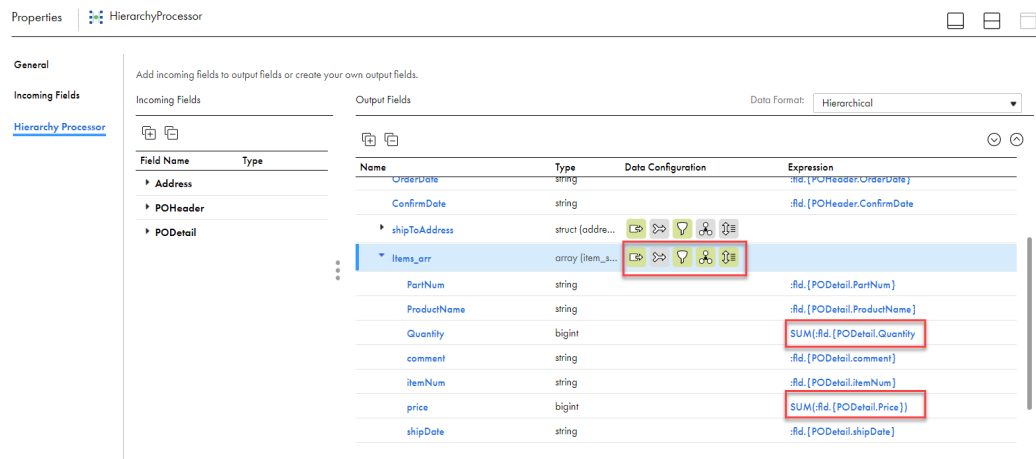 Properties HierarchyProcessor
General
Incoming Fields
Hierarchy Processor
Add incoming fields to output fields or create your own output fields.
Incoming Fields
Field Name Type
Address
POHeader
PODetail
Output Fields Data Format: Hierarchical
Name Type Data Configuration Expression
OrderDate string :fld.{POHeader.OrderDate}
ConfirmDate string :fld.{POHeader.ConfirmDate
shipToAddress struct (addre...
Items_arr array (item_s...
PartNum string :fld.{PODetail.PartNum}
ProductName string :fld.{PODetail.ProductName}
Quantity bigint SUM(:fld.{PODetail.Quantity
comment string :fld.{PODetail.comment}
itemNum string :fld.{PODetail.itemNum}
price bigint SUM(:fld.{PODetail.Price})
shipDate string :fld.{PODetail.shipDate}